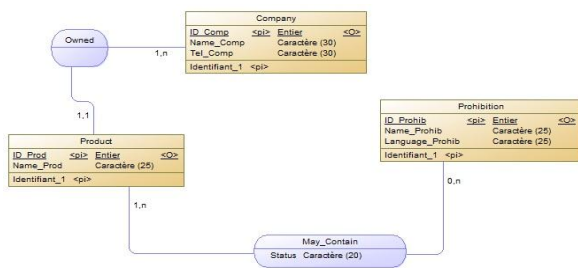 Company
ID_Comp <pi> Entier <O>
Name_Comp Caractère (30)
Tel_Comp Caractère (30)
Identifiant_1 <pi>
Owned
1,n
1,1
Product
ID_Prod <pi> Entier <O>
Name_Prod Caractère (25)
Identifiant_1 <pi>
Prohibition
ID_Prohib <pi> Entier <O>
Name_Prohib Caractère (25)
Language_Prohib Caractère (25)
Identifiant_1 <pi>
1,n
0,n
May_Contain
Status Caractère (20)